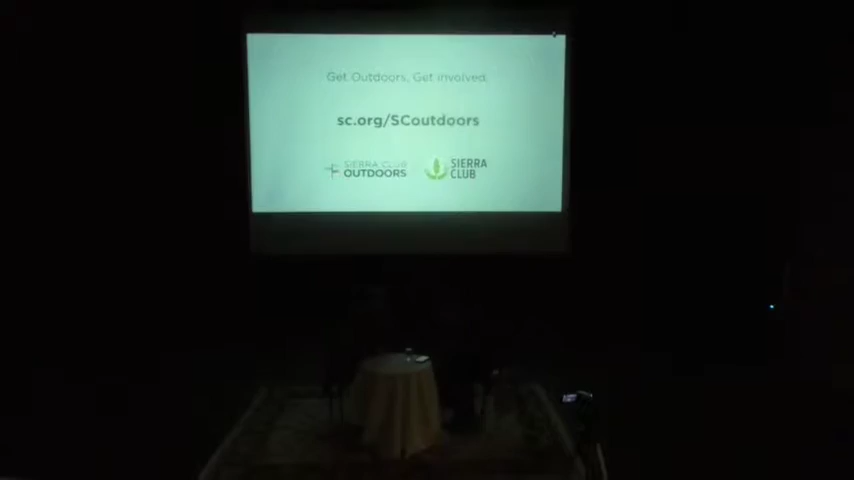 Get Outdoors. Get Involved.
sc.org/SCoutdoors
SIERRA CLUB
OUTDOORS
SIERRA
CLUB